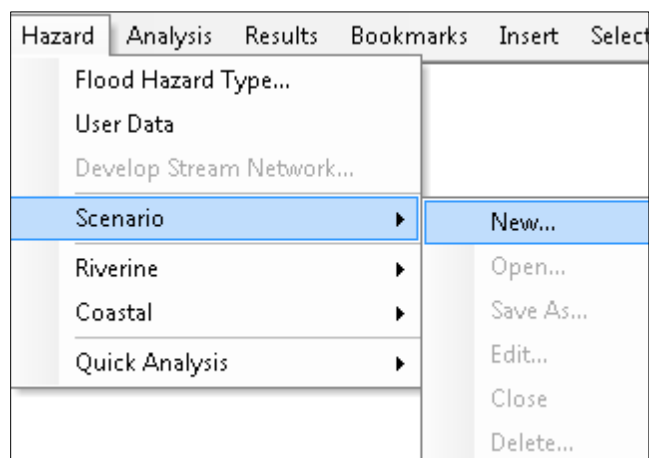 Hazard Analysis Results Bookmarks Insert Select
Flood Hazard Type...
User Data
Develop Stream Network...
Scenario
New...
Riverine
Open...
Coastal
Save As...
Quick Analysis
Edit...
Close
Delete...